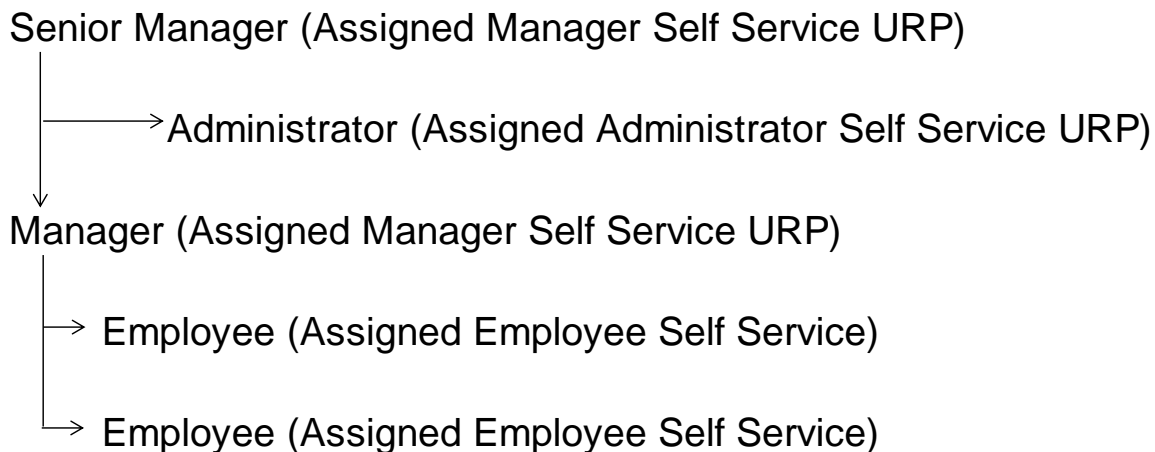 Senior Manager (Assigned Manager Self Service URP)
Administrator (Assigned Administrator Self Service URP)
Manager (Assigned Manager Self Service URP)
Employee (Assigned Employee Self Service)
Employee (Assigned Employee Self Service)